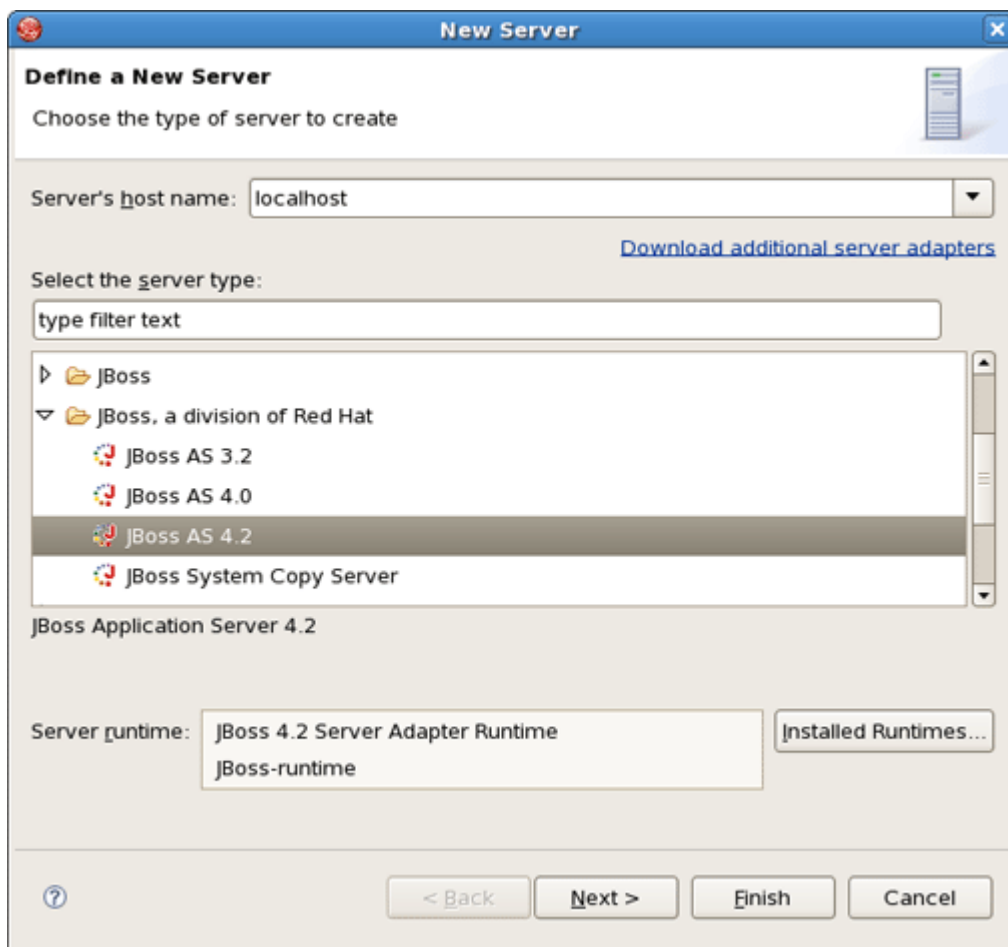 New Server
Define a New Server
Choose the type of server to create
Server's host name: localhost
Download additional server adapters
Select the server type:
type filter text
JBoss
JBoss, a division of Red Hat
JBoss AS 3.2
JBoss AS 4.0
JBoss AS 4.2
JBoss System Copy Server
JBoss Application Server 4.2
Server runtime: JBoss 4.2 Server Adapter Runtime Installed Runtimes...
JBoss-runtime
? < Back Next > Finish Cancel